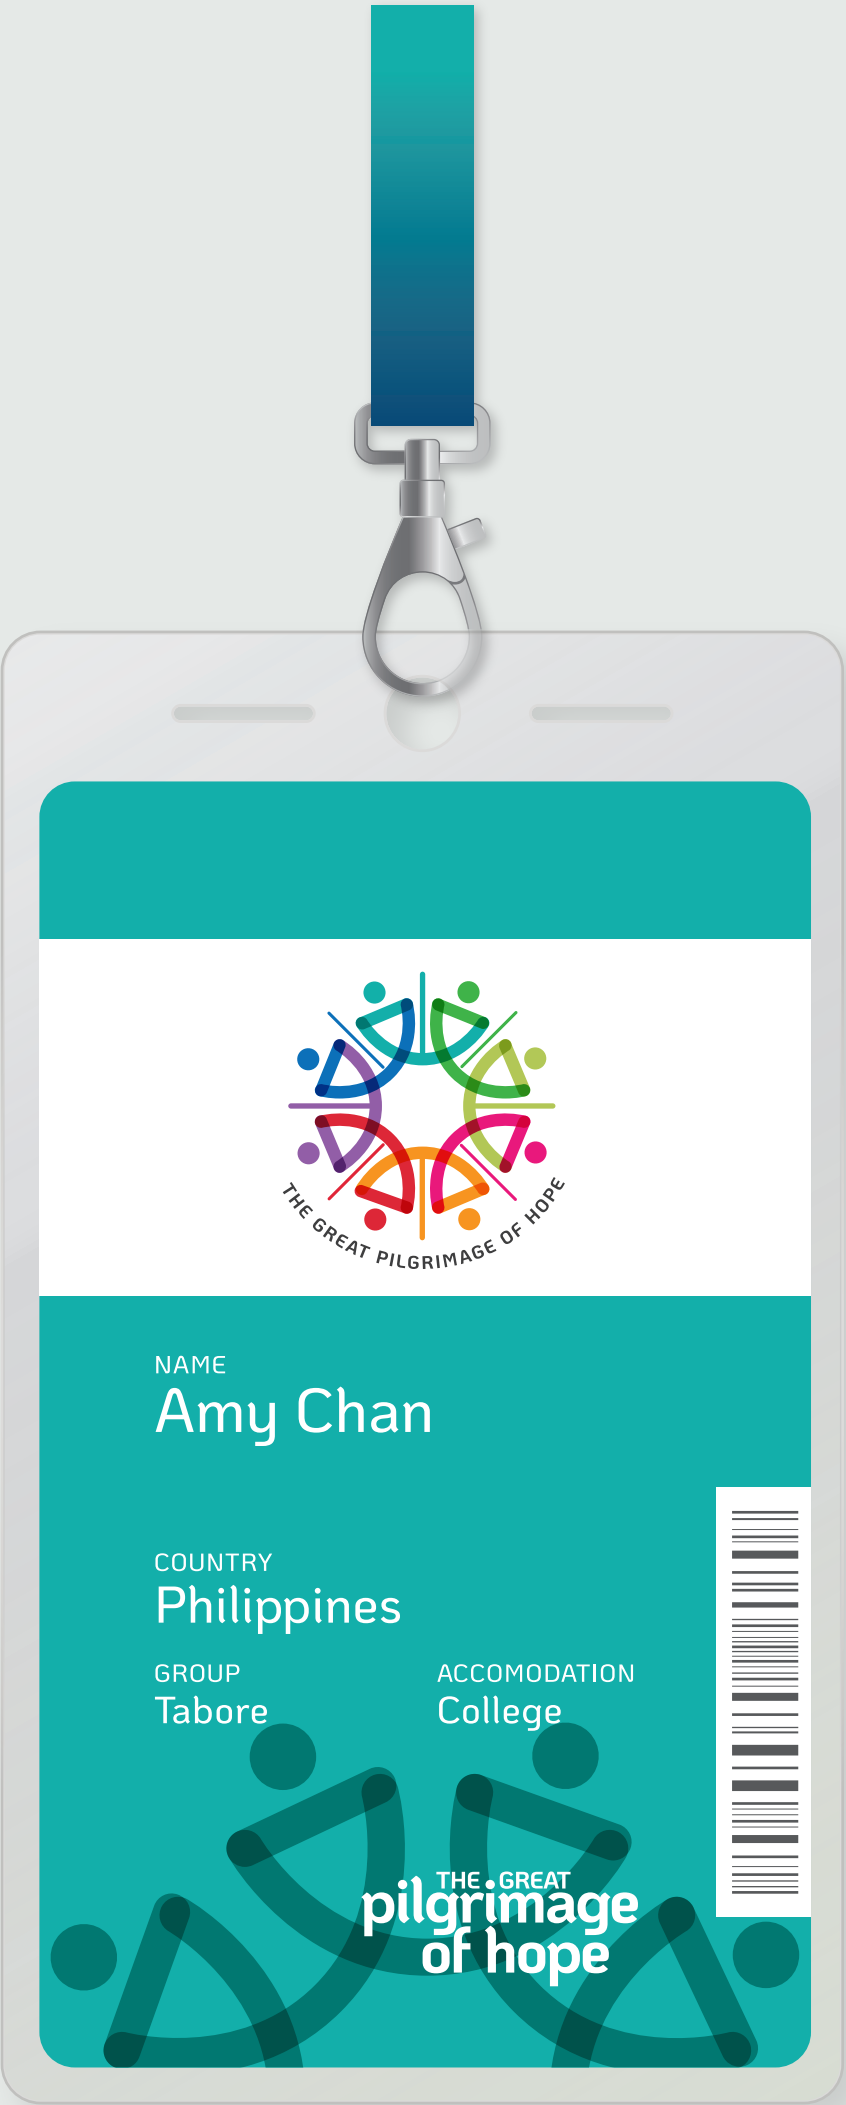 THE GREAT PILGRIMAGE OF HOPE
NAME
Amy Chan
COUNTRY
Philippines
GROUP
Tabore
ACCOMODATION
College
THE GREAT
pilgrimage
of hope